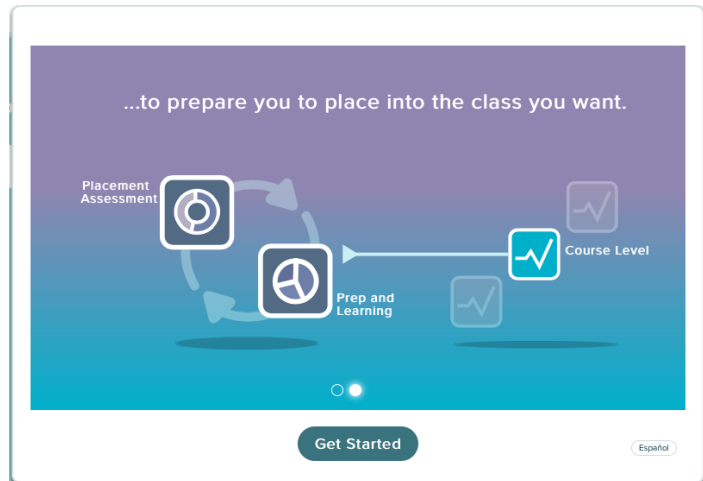 ...to prepare you to place into the class you want.
Placement
Assessment
Prep and
Learning
Course Level
Get Started
Español